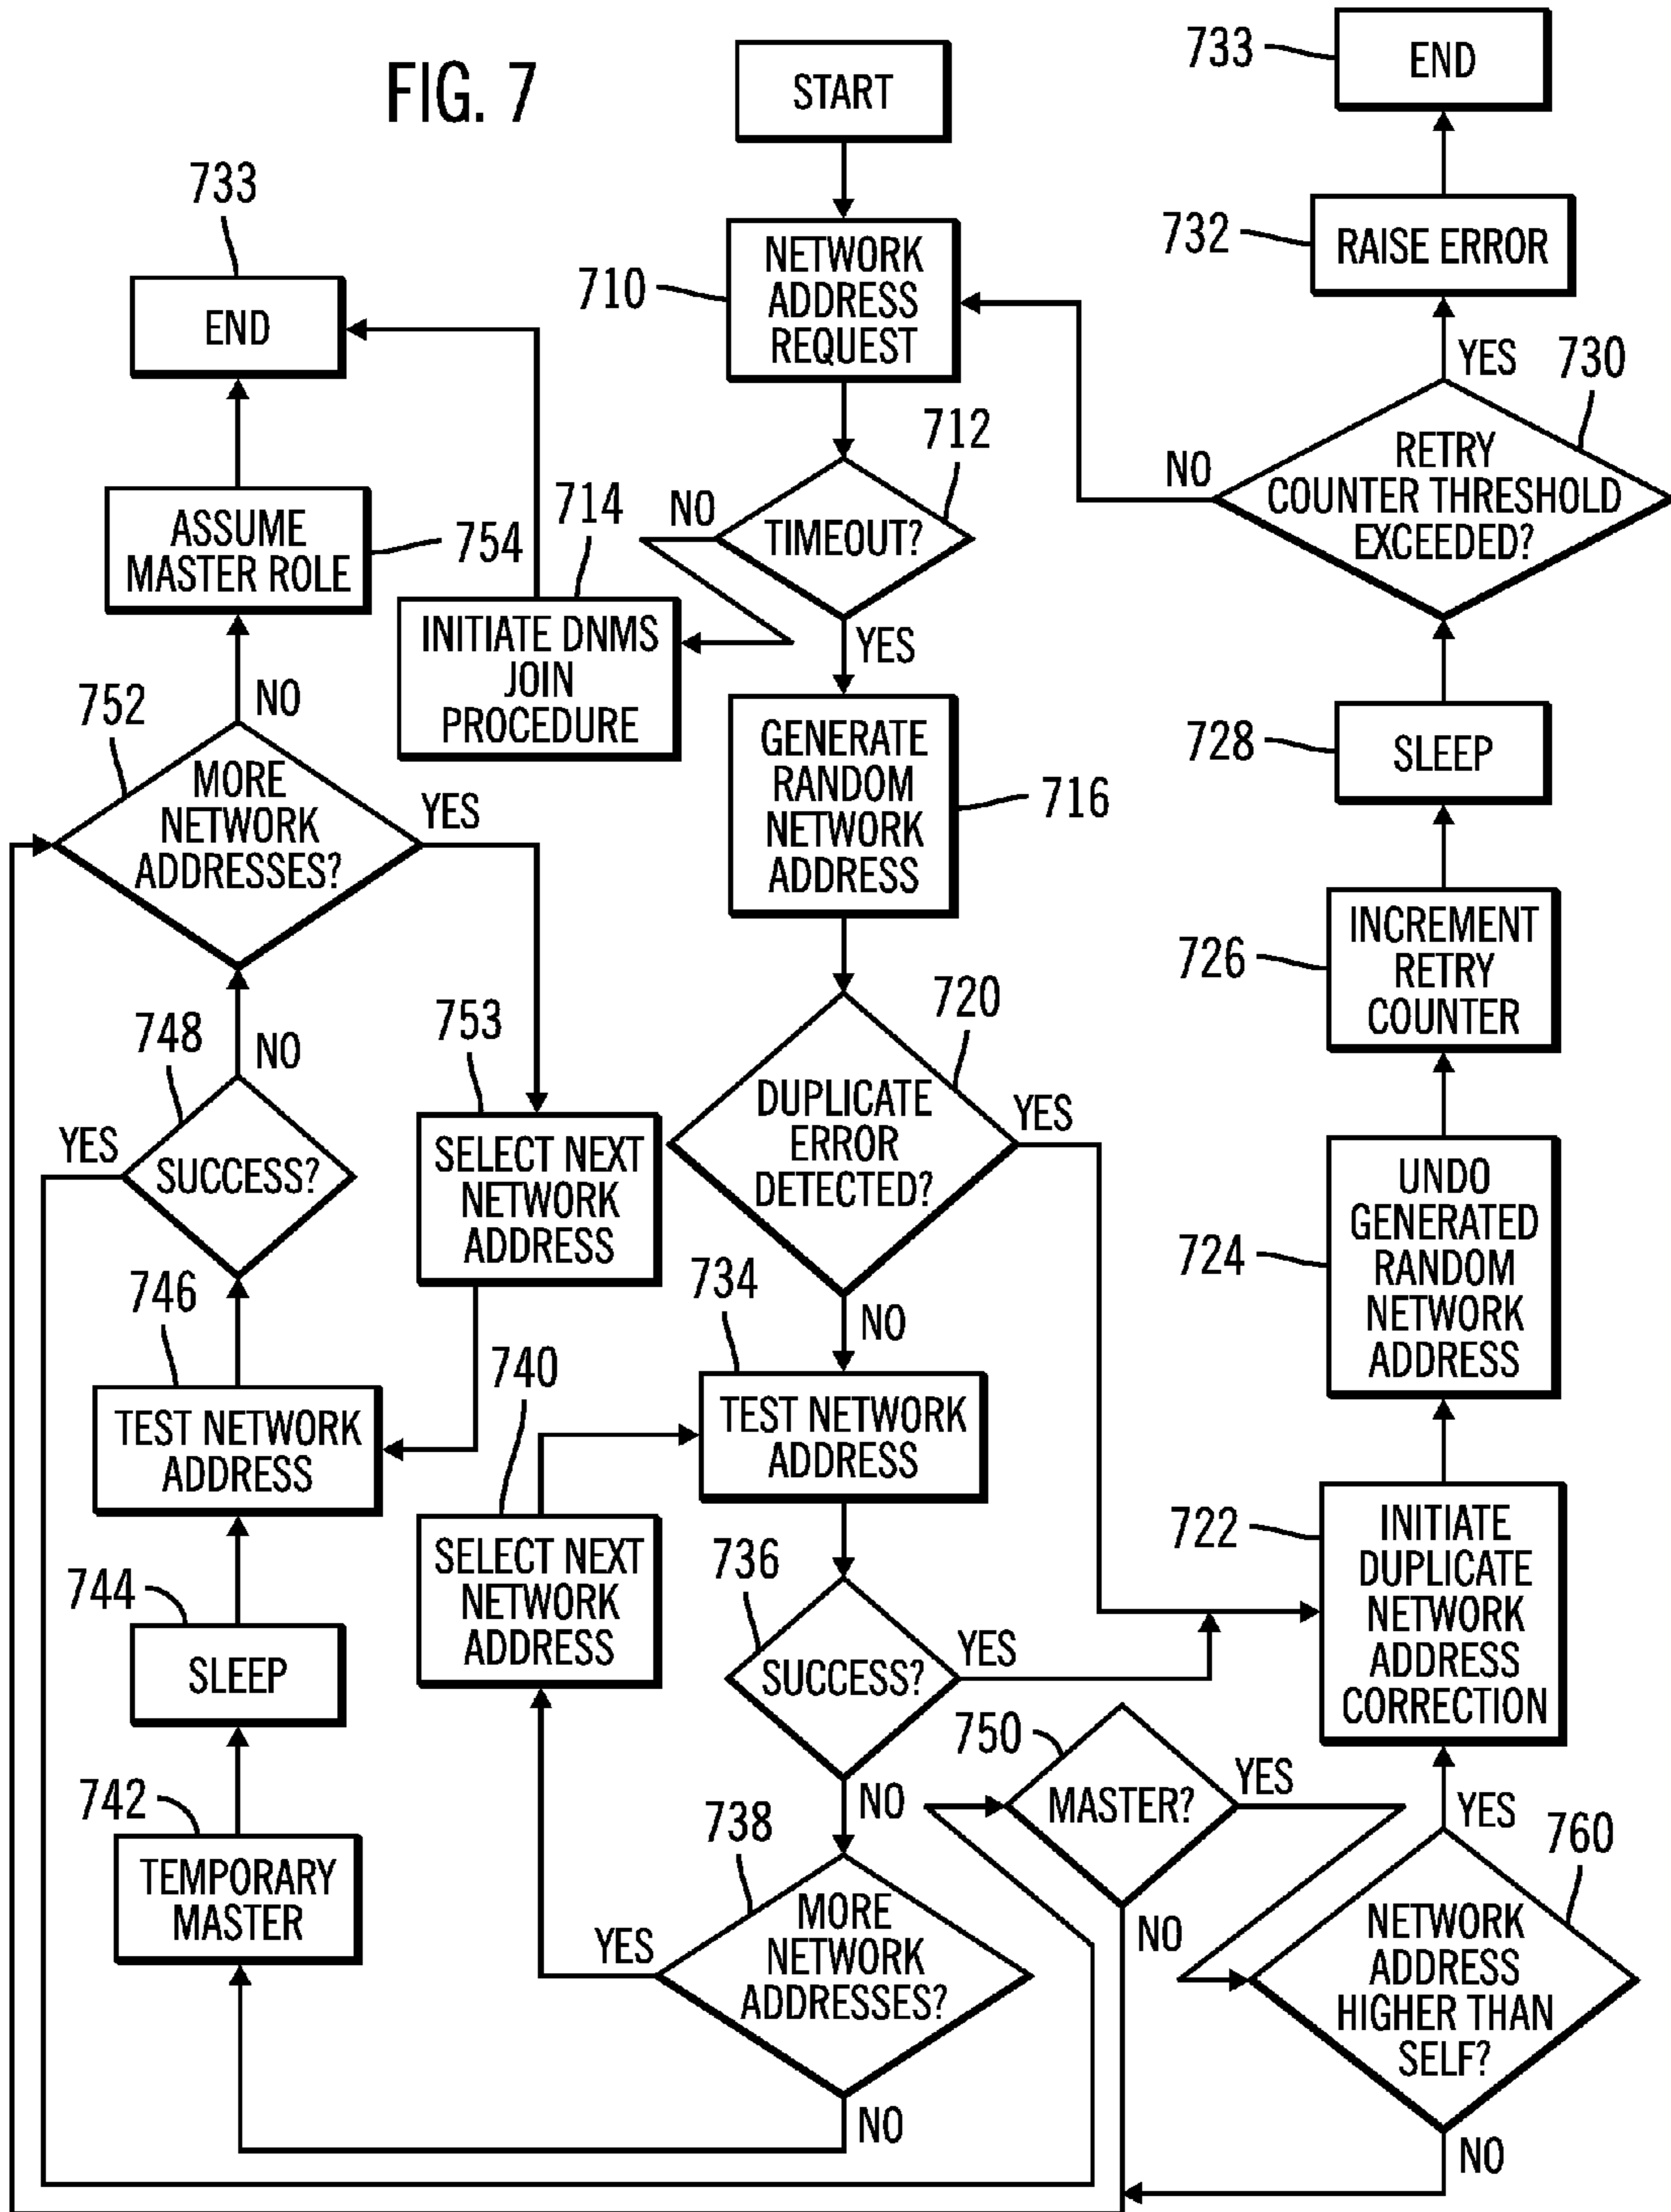 FIG. 7
START
733
END
732
RAISE ERROR
YES
730
RETRY
COUNTER THRESHOLD
EXCEEDED?
NO
710
NETWORK
ADDRESS
REQUEST
733
END
712
TIMEOUT?
NO
YES
714
INITIATE DNMS
JOIN
PROCEDURE
ASSUME
MASTER ROLE
754
NO
752
MORE
NETWORK
ADDRESSES?
YES
GENERATE
RANDOM
NETWORK
ADDRESS
716
728
SLEEP
726
INCREMENT
RETRY
COUNTER
720
DUPLICATE
ERROR
DETECTED?
YES
NO
753
SELECT NEXT
NETWORK
ADDRESS
748
NO
YES
SUCCESS?
724
UNDO
GENERATED
RANDOM
NETWORK
ADDRESS
746
TEST NETWORK
ADDRESS
734
TEST NETWORK
ADDRESS
740
SELECT NEXT
NETWORK
ADDRESS
722
INITIATE
DUPLICATE
NETWORK
ADDRESS
CORRECTION
736
SUCCESS?
YES
NO
744
SLEEP
742
TEMPORARY
MASTER
750
MASTER?
YES
NO
738
MORE
NETWORK
ADDRESSES?
YES
NO
YES
760
NETWORK
ADDRESS
HIGHER THAN
SELF?
NO